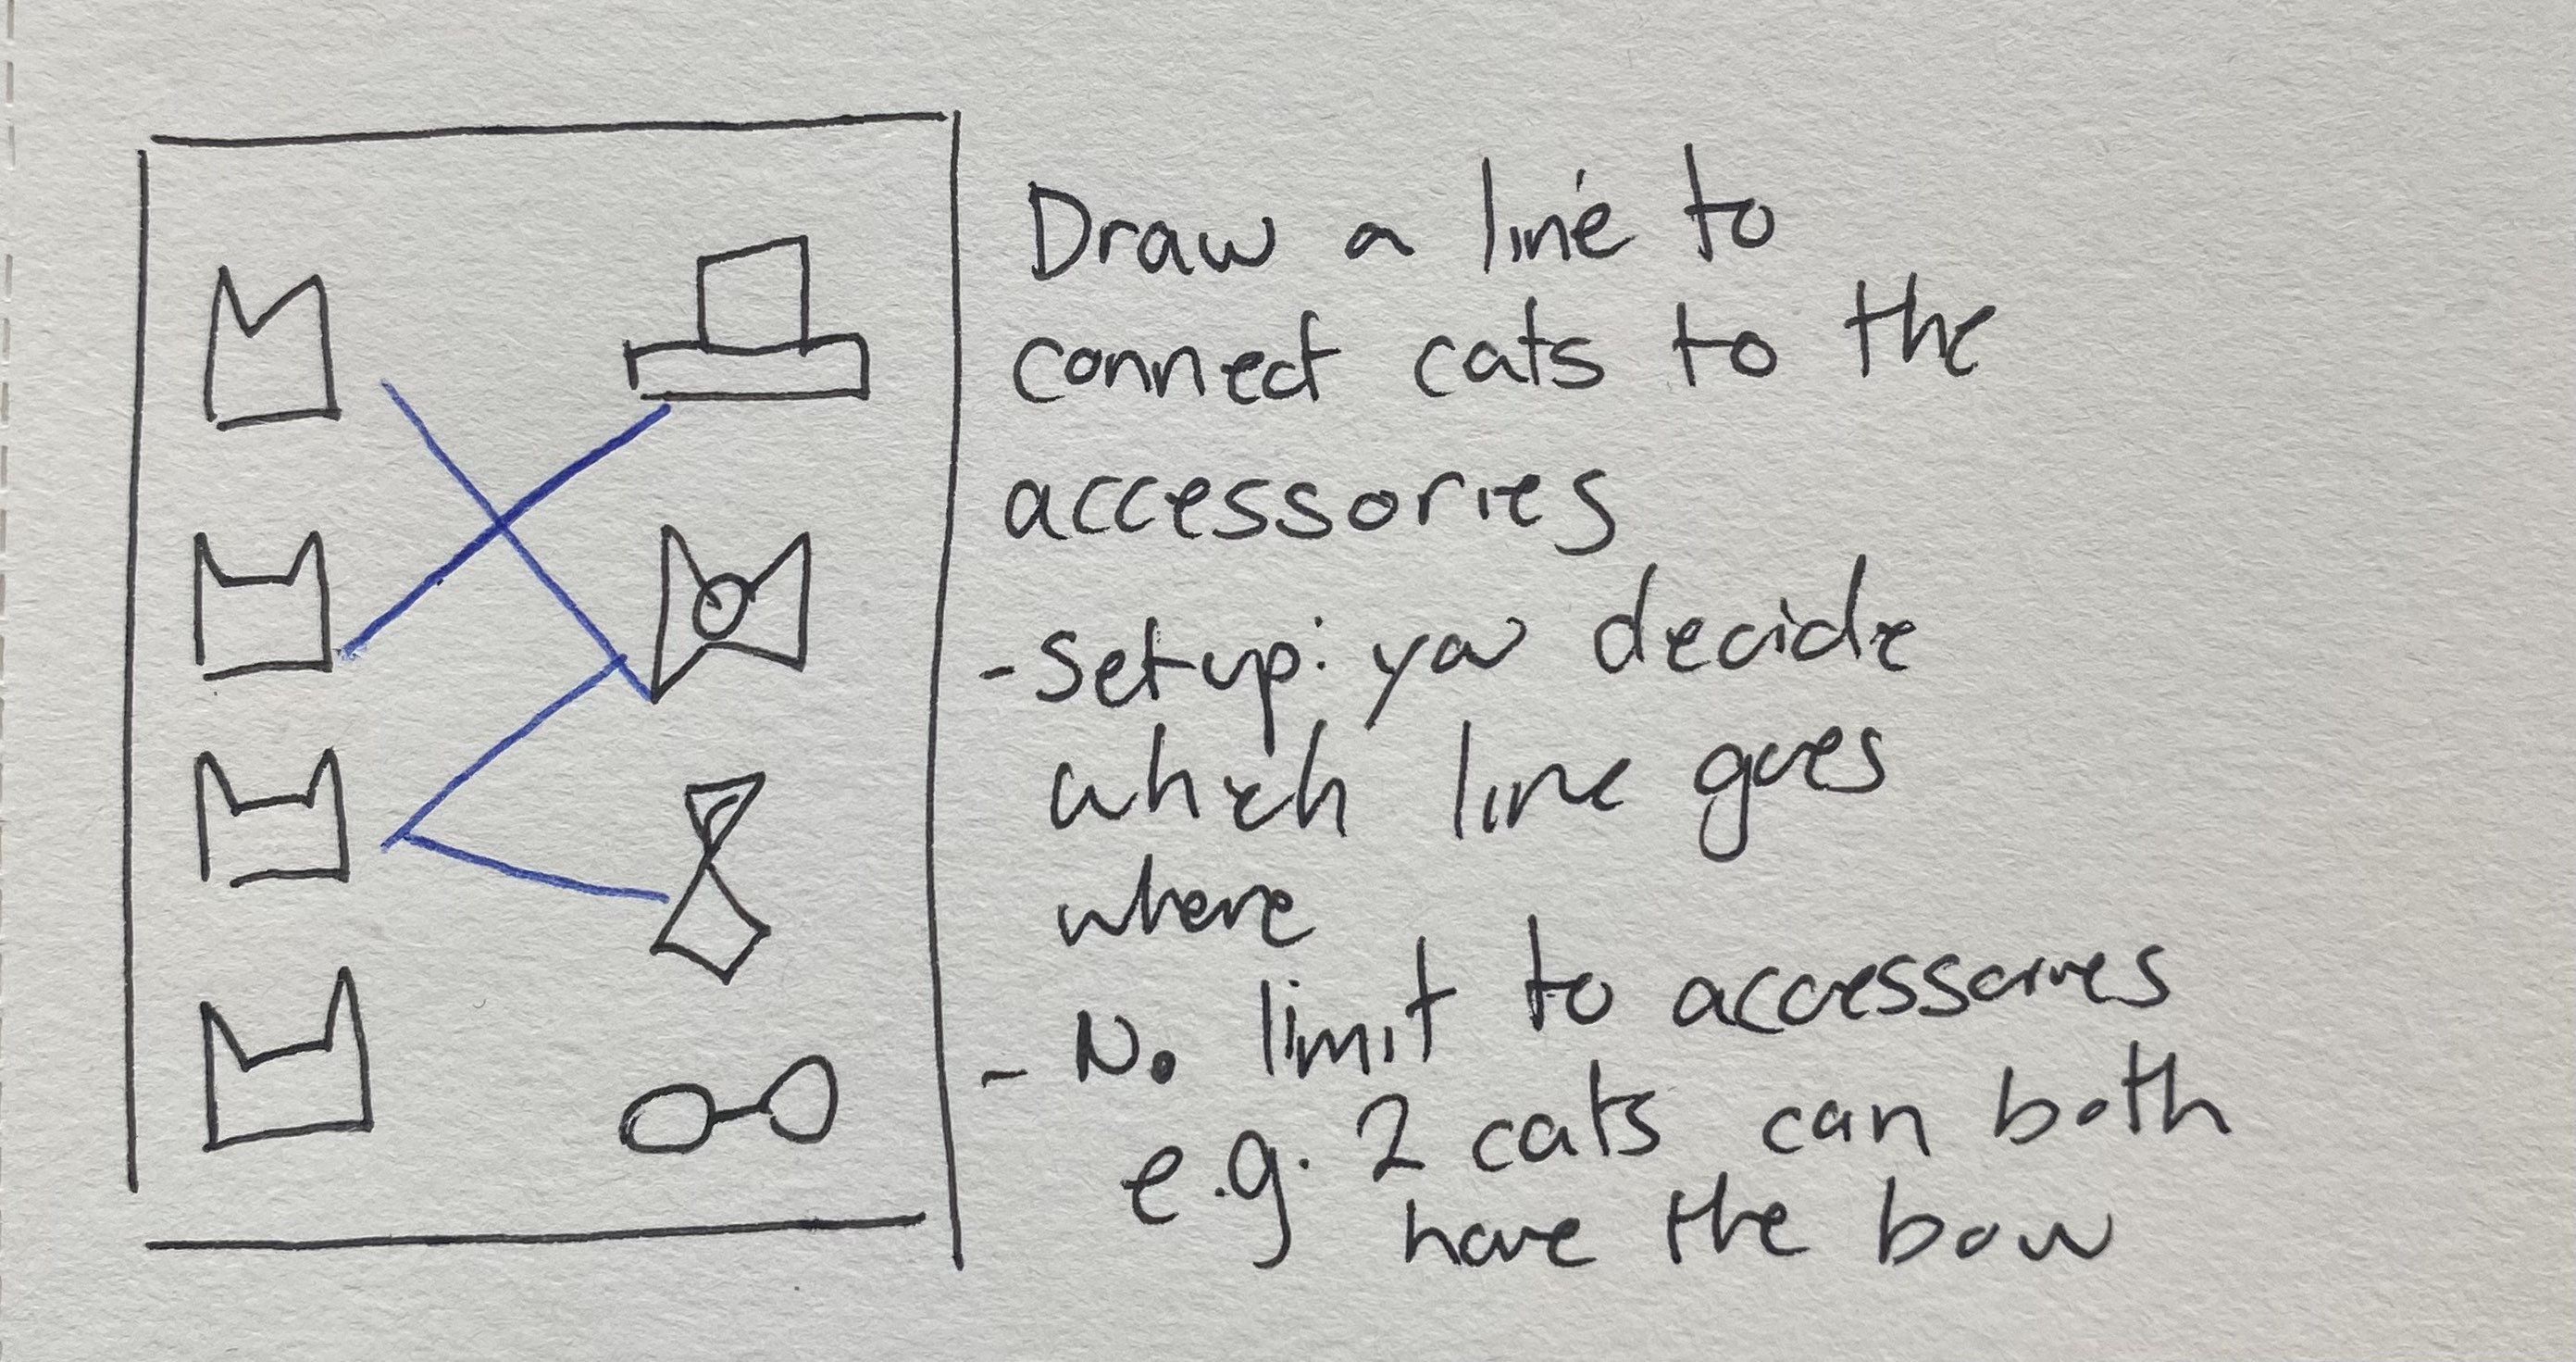 Draw a line to
connect cats to the
accessories
- Setup: you decide
which line goes
where
- No limit to accessories
e.g. 2 cats can both
have the bow